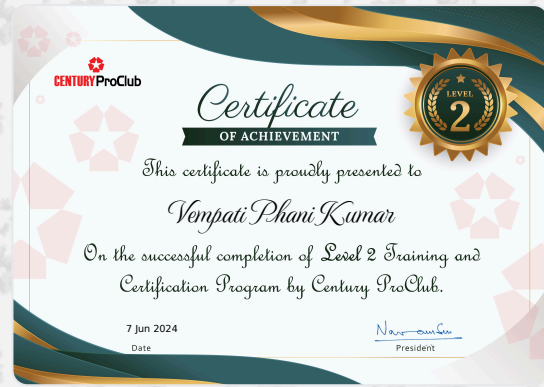 CENTURY ProClub
LEVEL
2
Certificate
OF ACHIEVEMENT
This certificate is proudly presented to
Vempati Phani Kumar
On the successful completion of Level 2 Training and
Certification Program by Century ProClub.
7 Jun 2024
Date
President